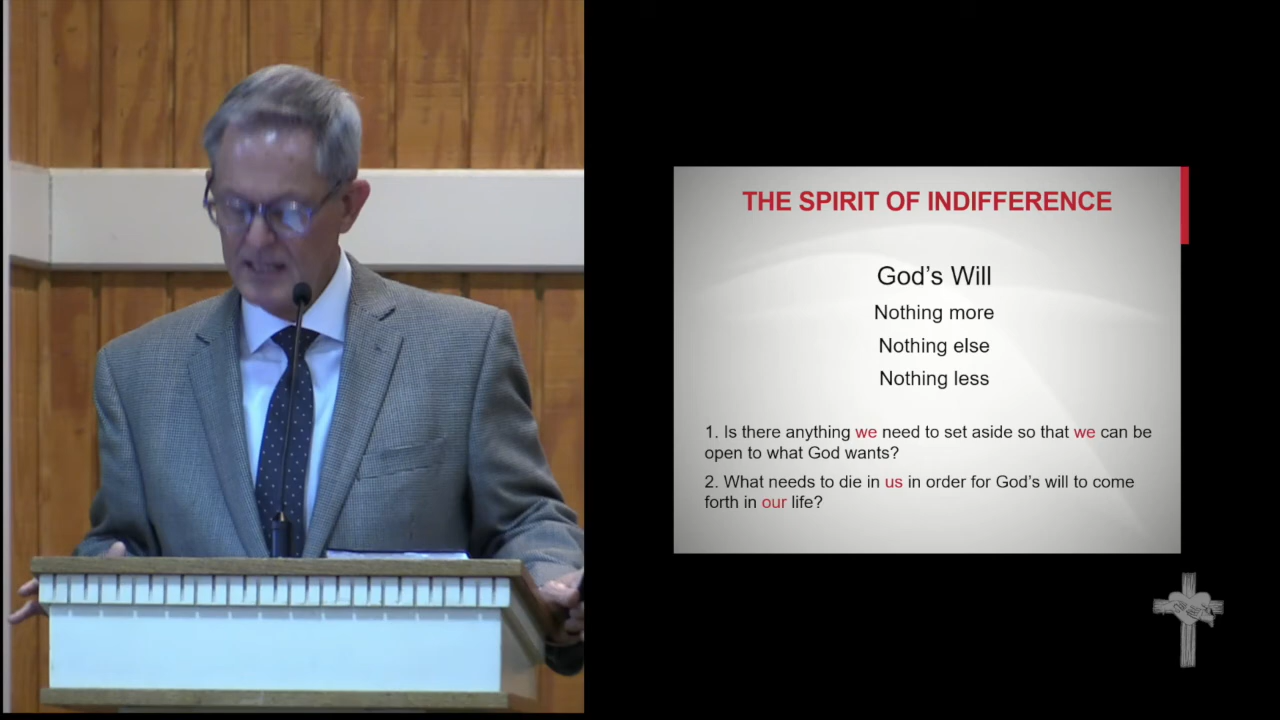 THE SPIRIT OF INDIFFERENCE
God’s Will
Nothing more
Nothing else
Nothing less
1. Is there anything we need to set aside so that we can be
open to what God wants?
2. What needs to die in us in order for God’s will to come
forth in our life?